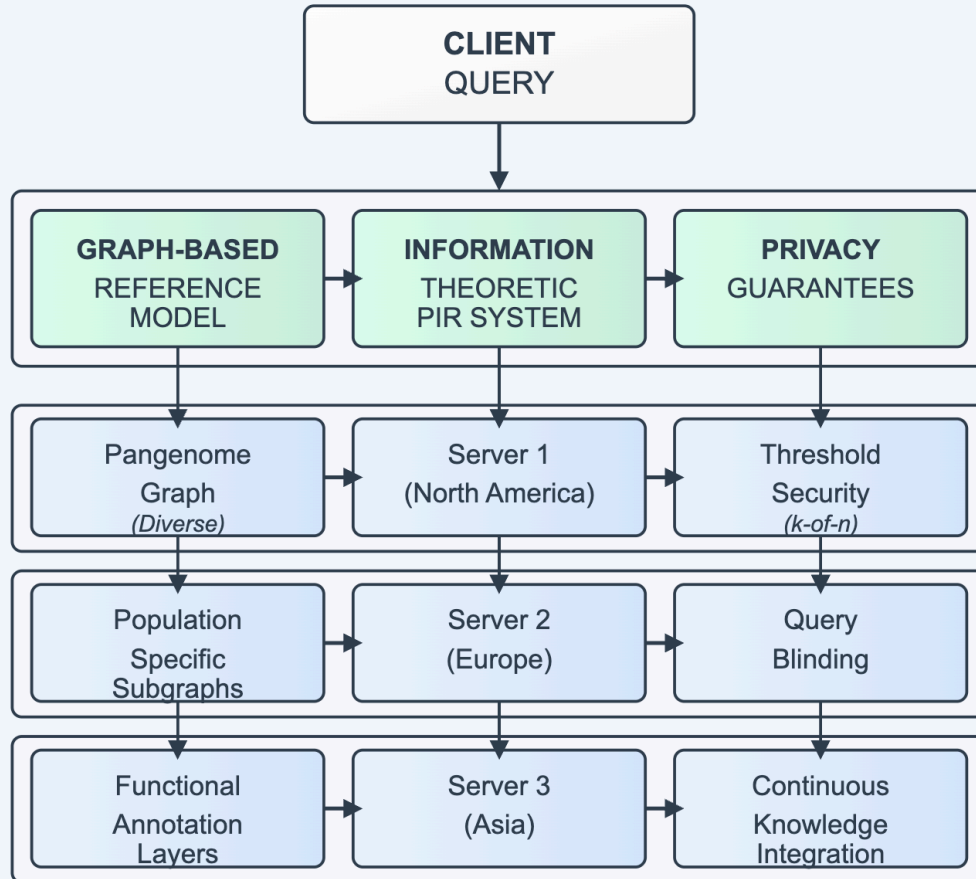 CLIENT
QUERY
GRAPH-BASED
REFERENCE
MODEL
INFORMATION
THEORETIC
PIR SYSTEM
PRIVACY
GUARANTEES
Pangenome
Graph
(Diverse)
Server 1
(North America)
Threshold
Security
(k-of-n)
Population
Specific
Subgraphs
Server 2
(Europe)
Query
Blinding
Functional
Annotation
Layers
Server 3
(Asia)
Continuous
Knowledge
Integration